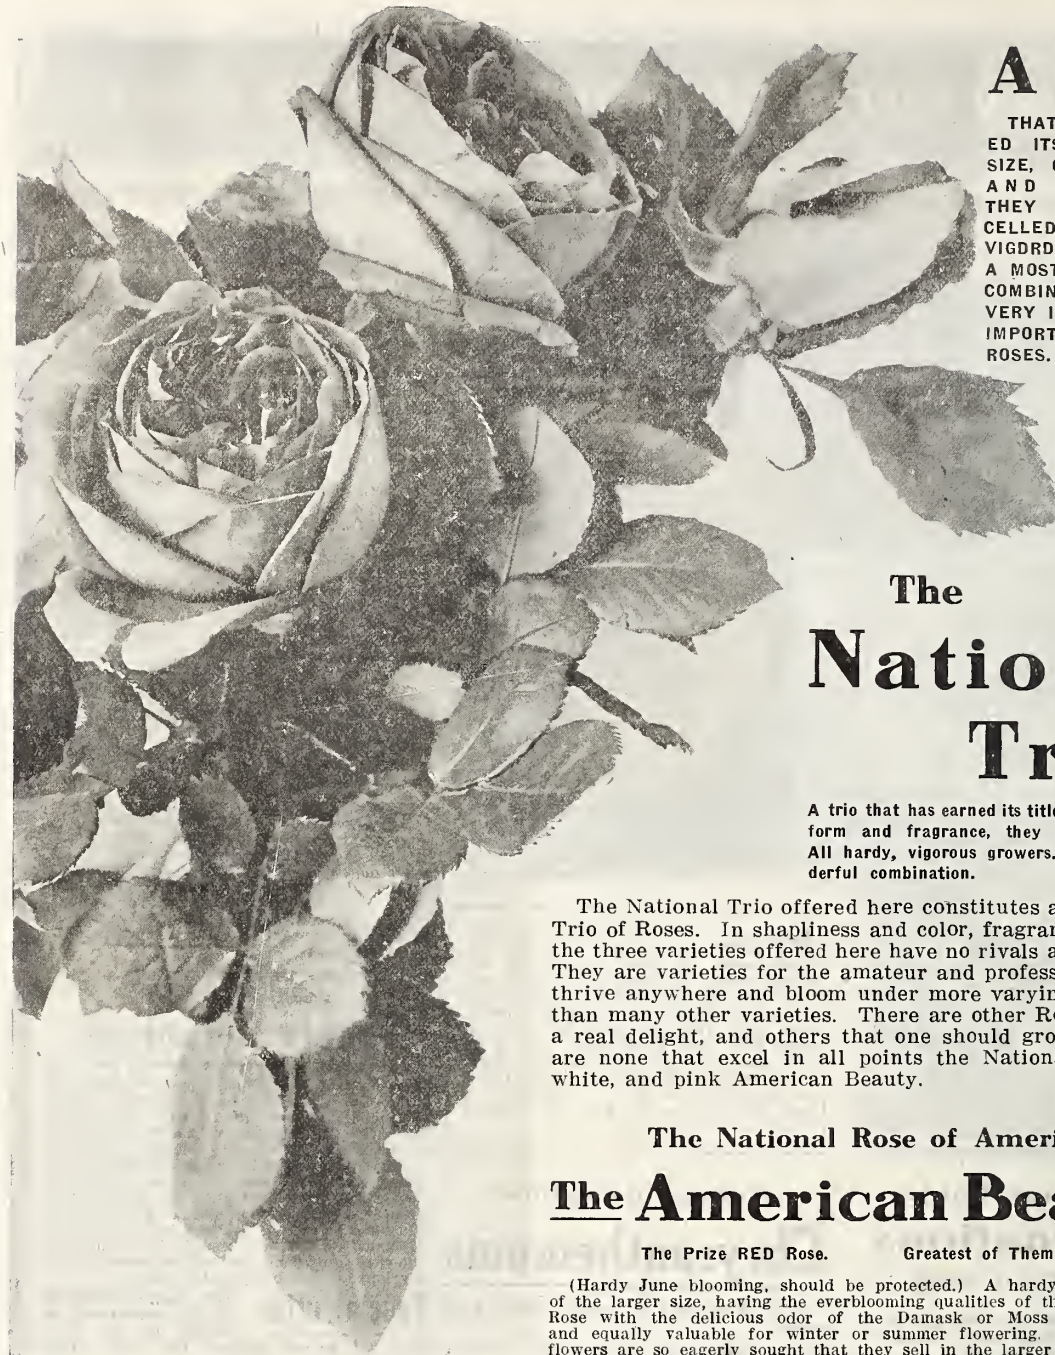 A
THAT
ED ITS
SIZE,
AND
THEY
CELLED
VIGDRD
A MOST
COMBIN
VERY I
IMPORT
ROSES.
The
Natio
Tr
A trio that has earned its title
form and fragrance, they
All hardy, vigorous growers.
derful combination.
The National Trio offered here constitutes a
Trio of Roses. In shapliness and color, fragran
the three varieties offered here have no rivals a
They are varieties for the amateur and profess
thrive anywhere and bloom under more varyin
than many other varieties. There are other Ro
a real delight, and others that one should gro
are none that excel in all points the Nation
white, and pink American Beauty.
The National Rose of Ameri
The American Bea
The Prize RED Rose. Greatest of Them
(Hardy June blooming, should be protected.) A hardy
of the larger size, having the everblooming qualities of th
Rose with the delicious odor of the Damask or Moss
and equally valuable for winter or summer flowering.
flowers are so eagerly sought that they sell in the larger